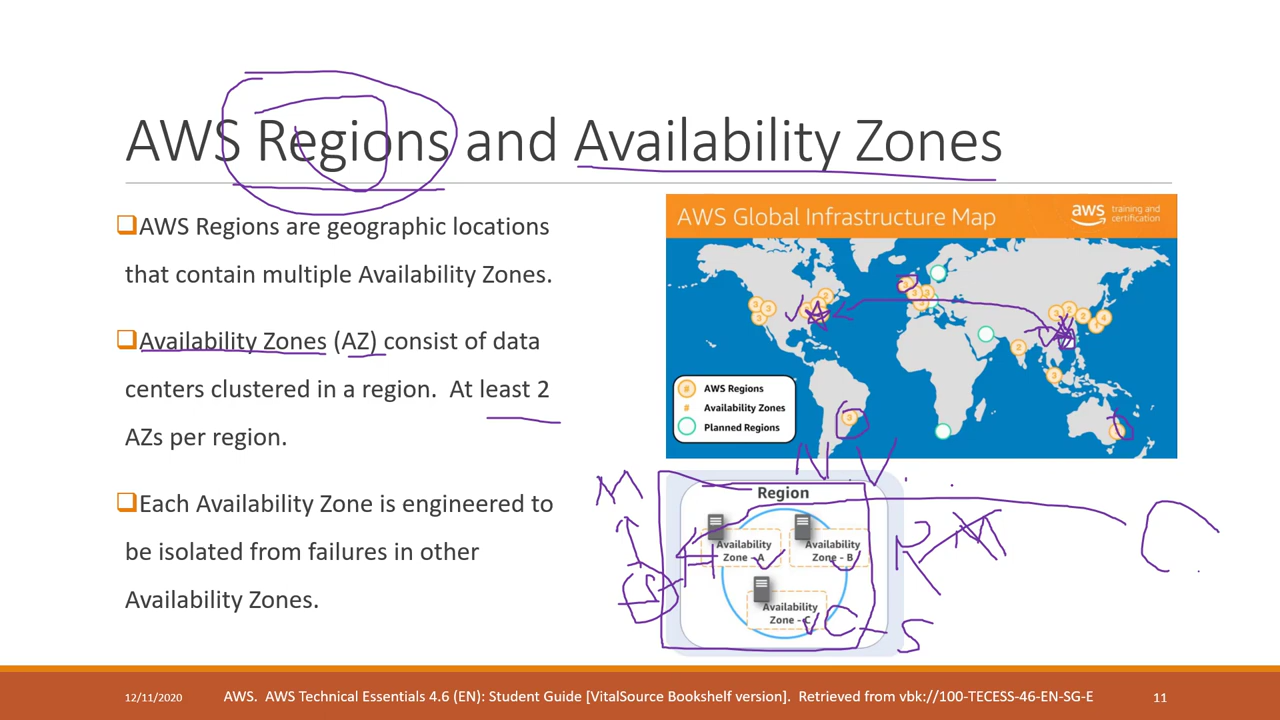 AWS Regions and Availability Zones
AWS Regions are geographic locations
that contain multiple Availability Zones.
Availability Zones (AZ) consist of data
centers clustered in a region. At least 2
AZs per region.
Each Availability Zone is engineered to
be isolated from failures in other
Availability Zones.
AWS Global Infrastructure Map
aws training and
certification
# AWS Regions
# Availability Zones
Planned Regions
N V
M
Region
Availability
Zone - A
Availability
Zone - B
Availability
Zone - C
12/11/2020
AWS. AWS Technical Essentials 4.6 (EN): Student Guide [VitalSource Bookshelf version]. Retrieved from vbk://100-TECESS-46-EN-SG-E
11